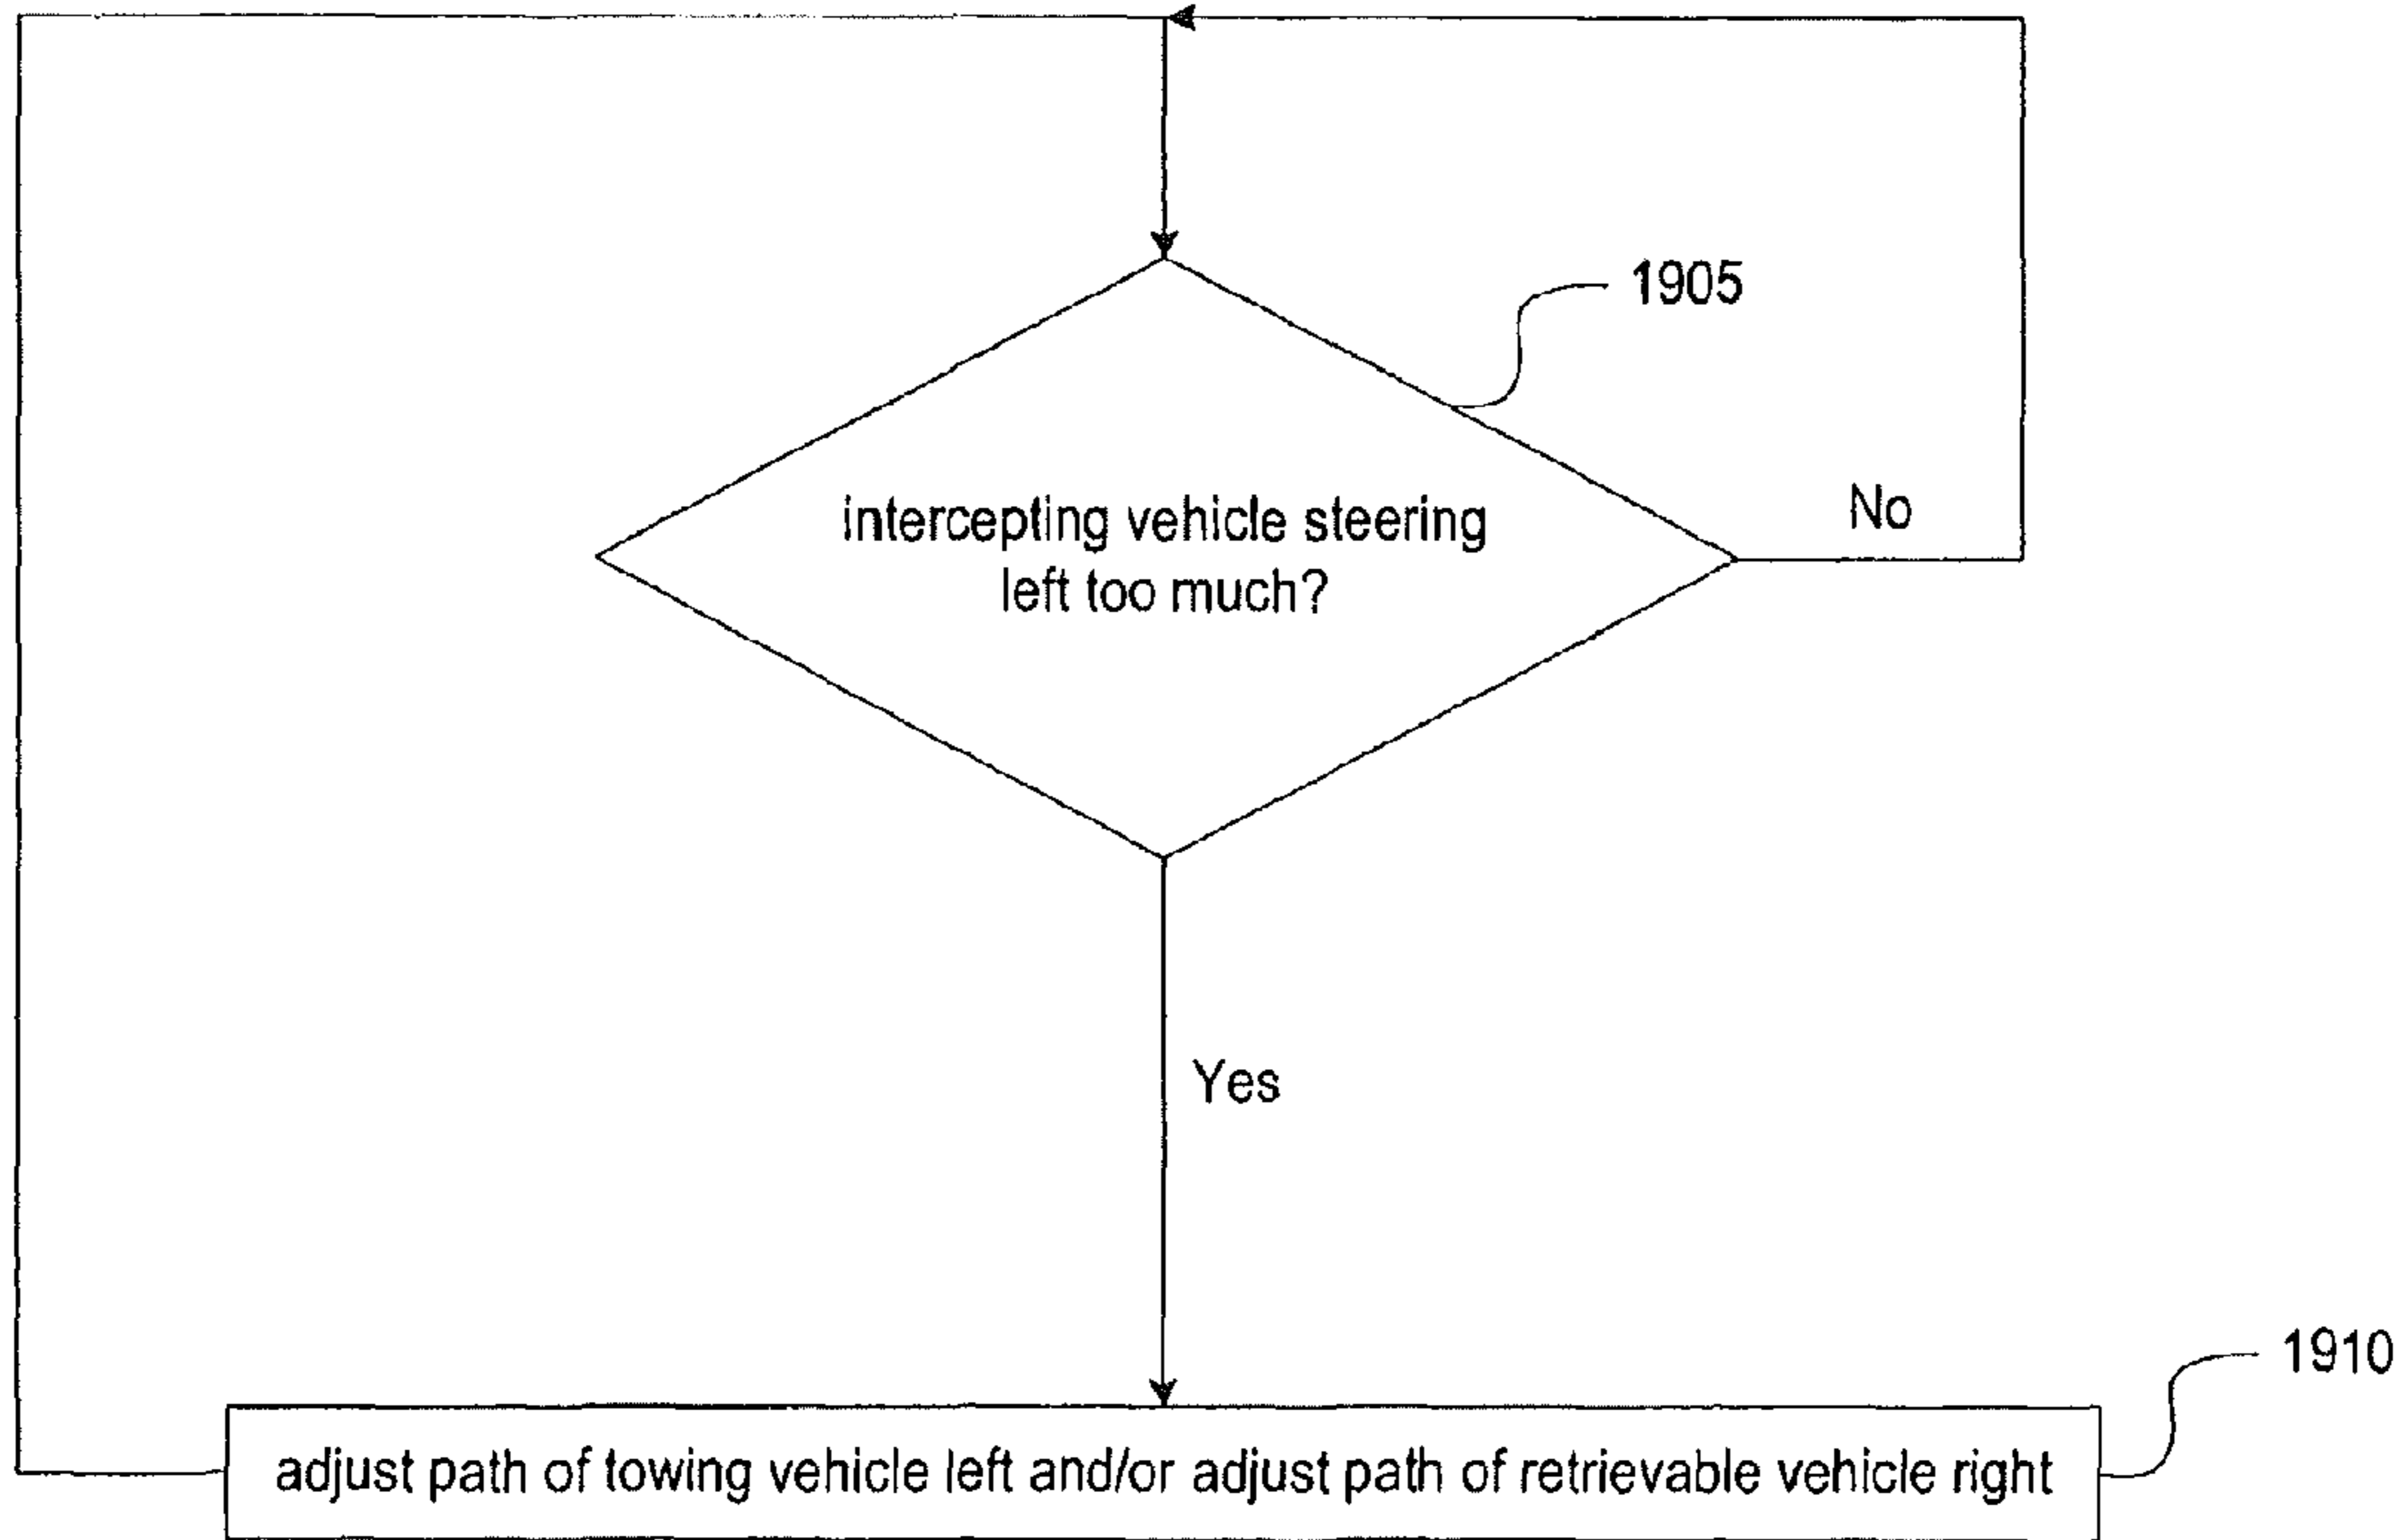 1905
intercepting vehicle steering
left too much?
No
Yes
1910
adjust path of towing vehicle left and/or adjust path of retrievable vehicle right